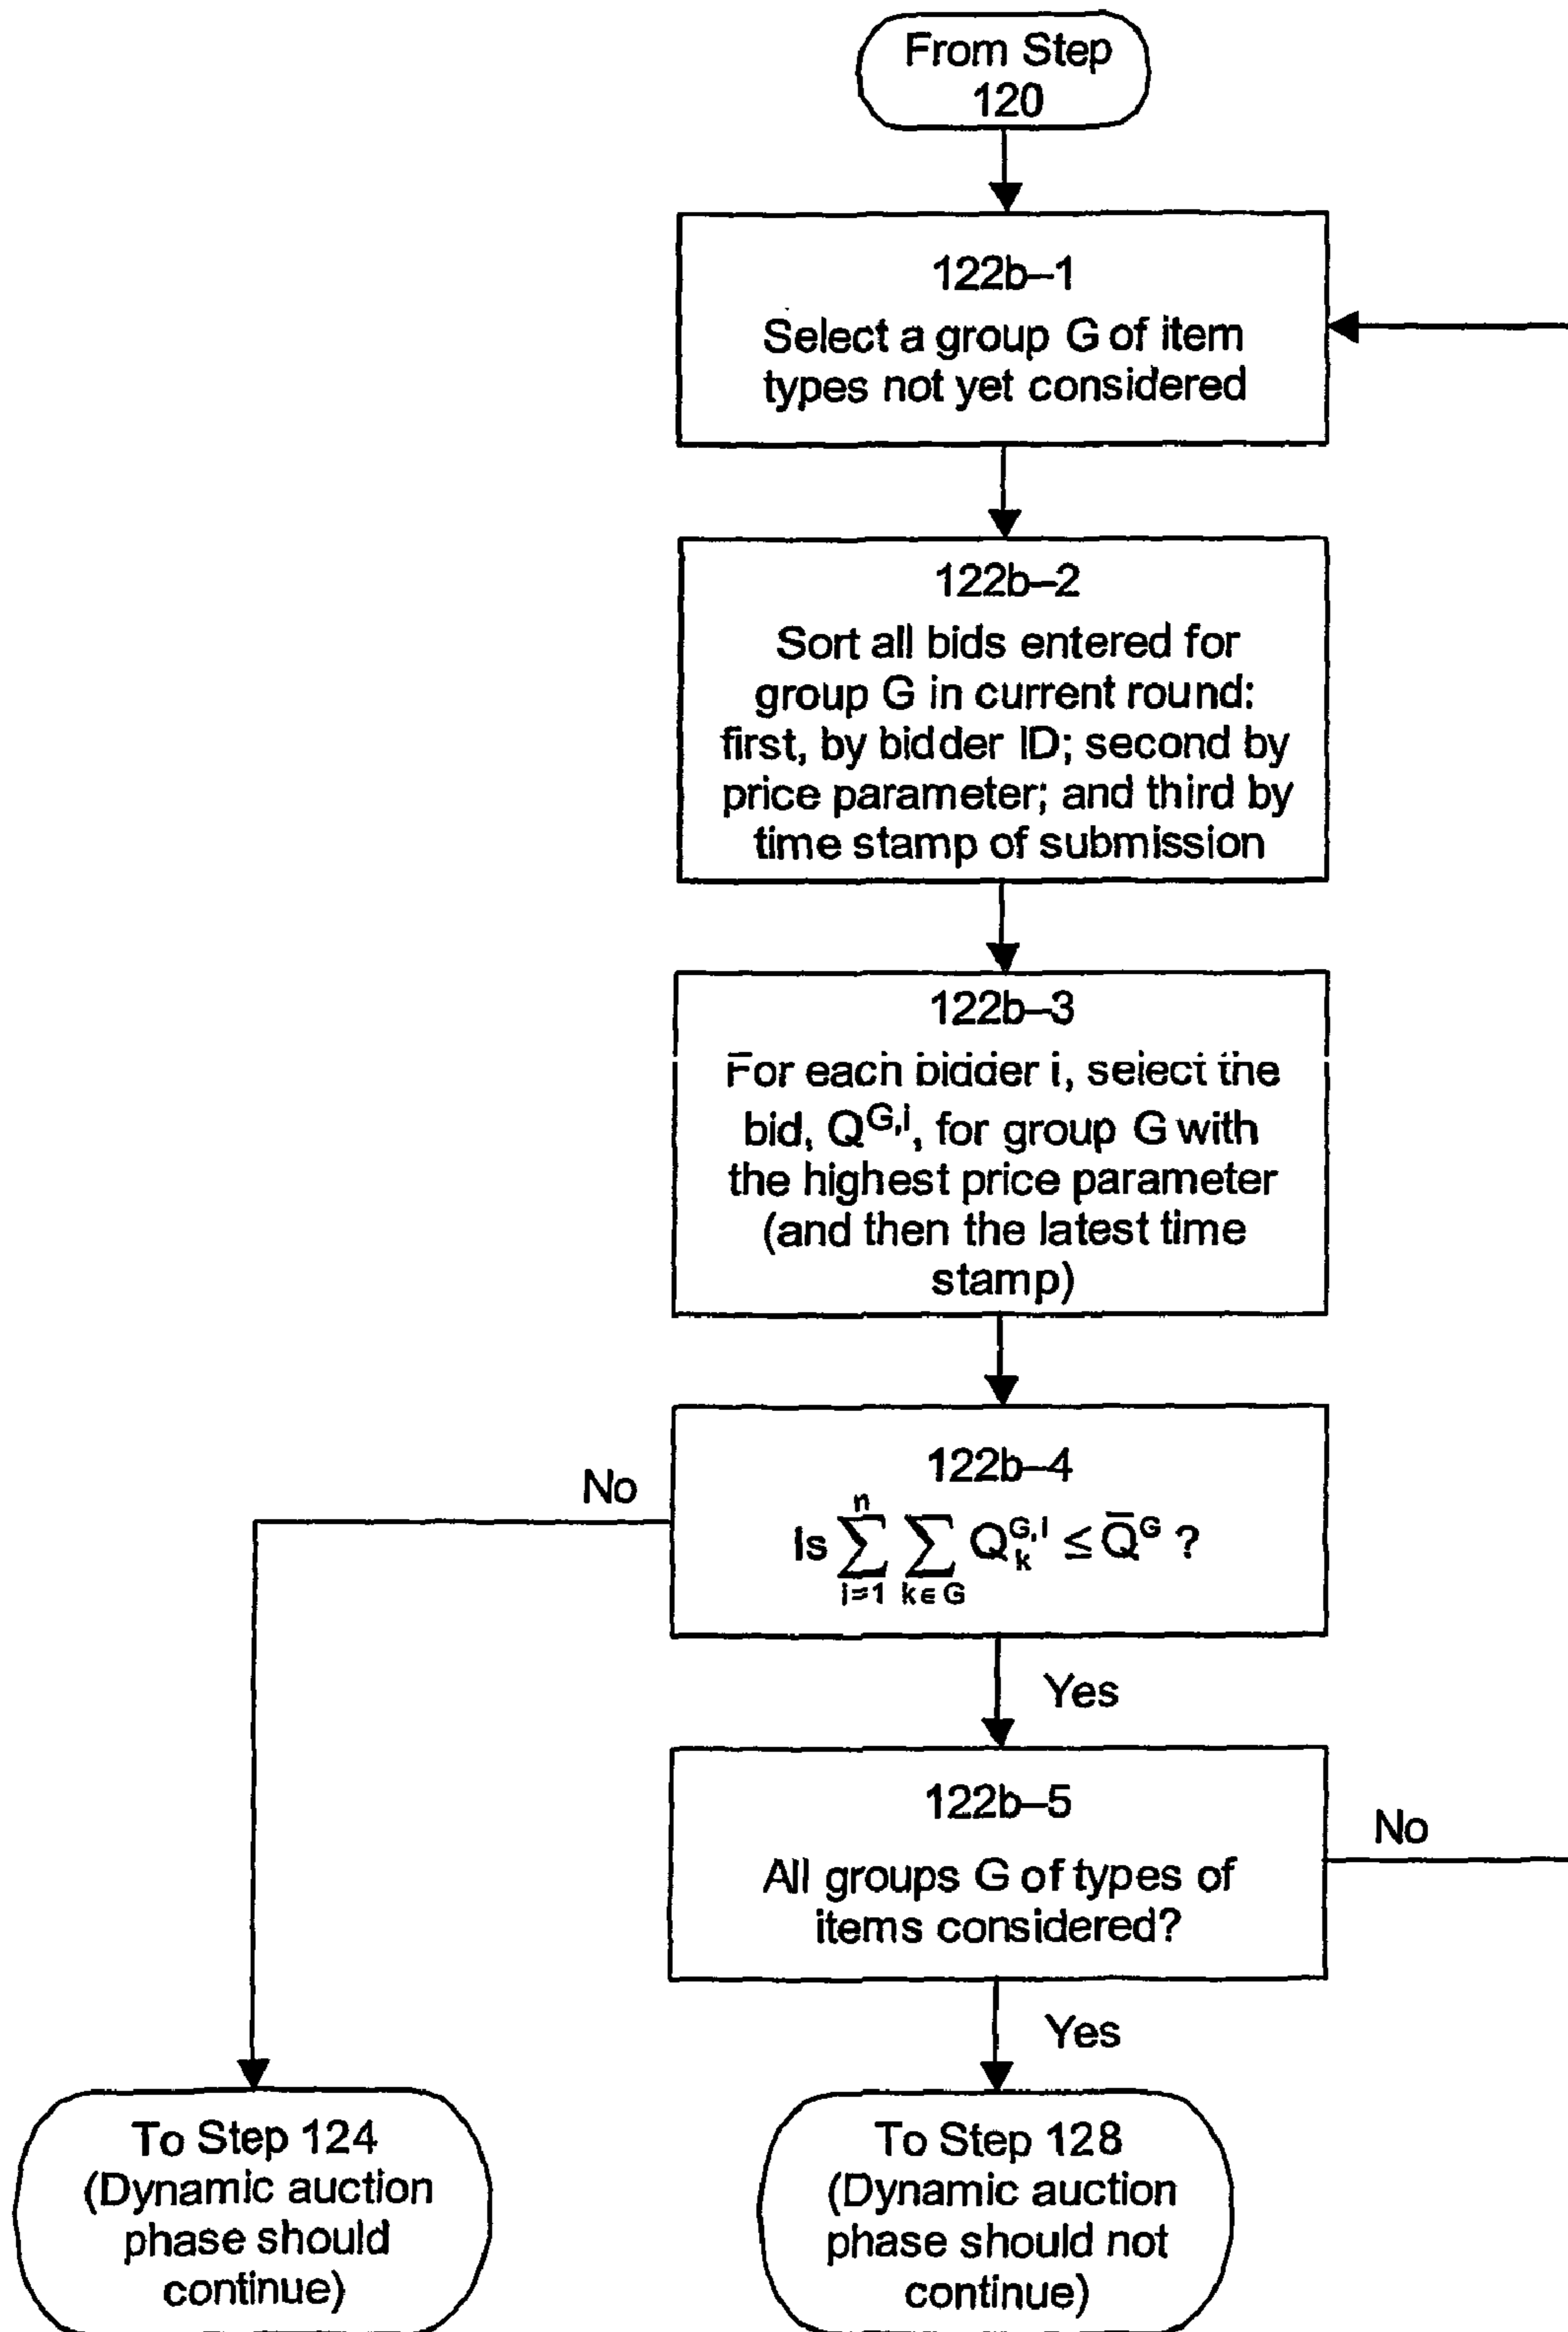 From Step
120
122b–1
Select a group G of item
types not yet considered
122b–2
Sort all bids entered for
group G in current round:
first, by bidder ID; second by
price parameter; and third by
time stamp of submission
122b–3
For each bidder i, select the
bid, Q^{G,i}, for group G with
the highest price parameter
(and then the latest time
stamp)
122b–4
No
Is \sum_{i=1}^{n} \sum_{k∈G} Q_k^{G,i} ≤ \bar{Q}^G ?
Yes
122b–5
No
All groups G of types of
items considered?
Yes
To Step 124
(Dynamic auction
phase should
continue)
To Step 128
(Dynamic auction
phase should not
continue)